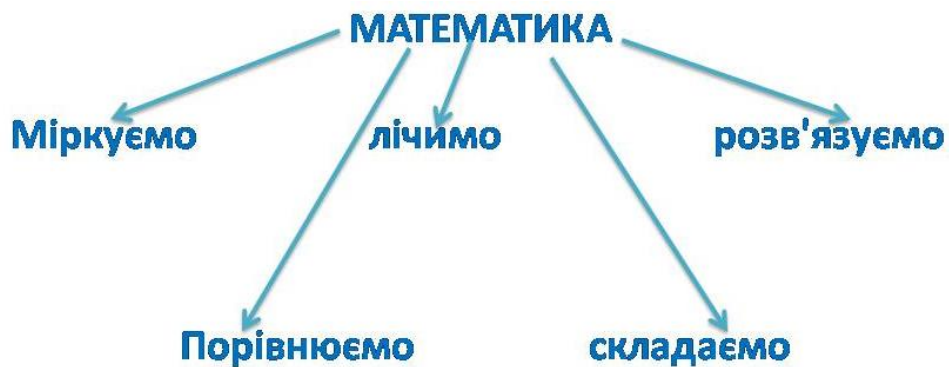 МАТЕМАТИКА
Міркуємо лічимо розв'язуємо
Порівнюємо складаємо